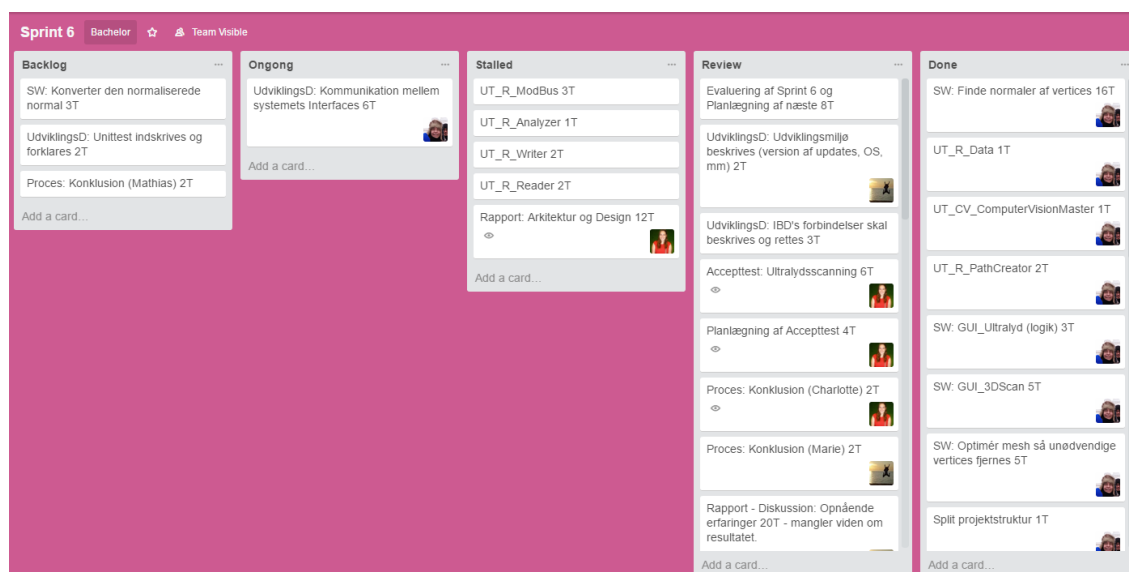 Sprint 6 Bachelor Team Visible
Backlog
SW: Konverter den normaliserede
normal 3T
UdviklingsD: Unittest indskrives og
forklares 2T
Proces: Konklusion (Mathias) 2T
Add a card...
Ongong
UdviklingsD: Kommunikation mellem
systemets Interfaces 6T
Add a card...
Stalled
UT_R_ModBus 3T
UT_R_Analyzer 1T
UT_R_Writer 2T
UT_R_Reader 2T
Rapport: Arkitektur og Design 12T
Add a card...
Review
Evaluering af Sprint 6 og
Planlægning af næste 8T
UdviklingsD: Udviklingsmiljø
beskrives (version af updates, OS,
mm) 2T
UdviklingsD: IBD's forbindelser skal
beskrives og rettes 3T
Accepttest: Ultralydsscanning 6T
Planlægning af Accepttest 4T
Proces: Konklusion (Charlotte) 2T
Proces: Konklusion (Marie) 2T
Rapport - Diskussion: Opnående
erfaringer 20T - mangler viden om
resultatet.
Add a card...
Done
SW: Finde normaler af vertices 16T
UT_R_Data 1T
UT_CV_ComputerVisionMaster 1T
UT_R_PathCreator 2T
SW: GUI_Ultralyd (logik) 3T
SW: GUI_3DScan 5T
SW: Optimér mesh så unødvendige
vertices fjernes 5T
Split projektstruktur 1T
Add a card...